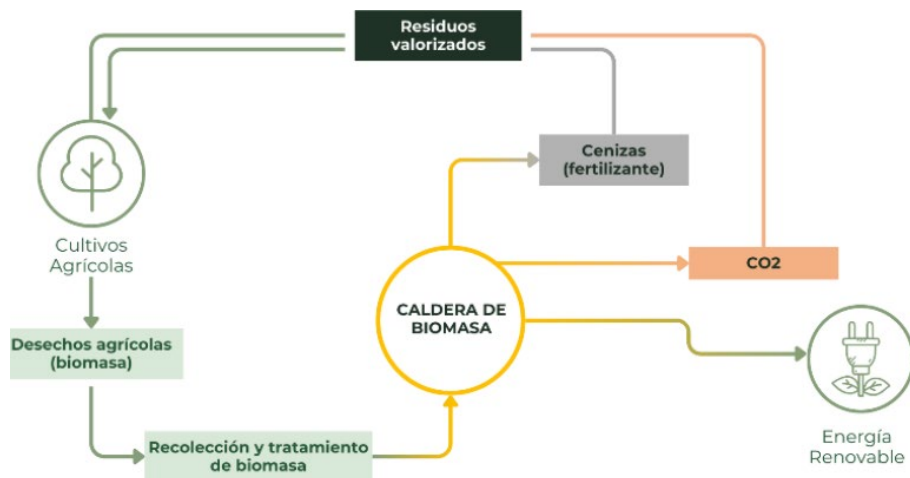 Residuos
valorizados
Cenizas
(fertilizante)
Cultivos
Agrícolas
CO2
CALDERA DE
BIOMASA
Desechos agrícolas
(biomasa)
Recolección y tratamiento
de biomasa
Energía
Renovable